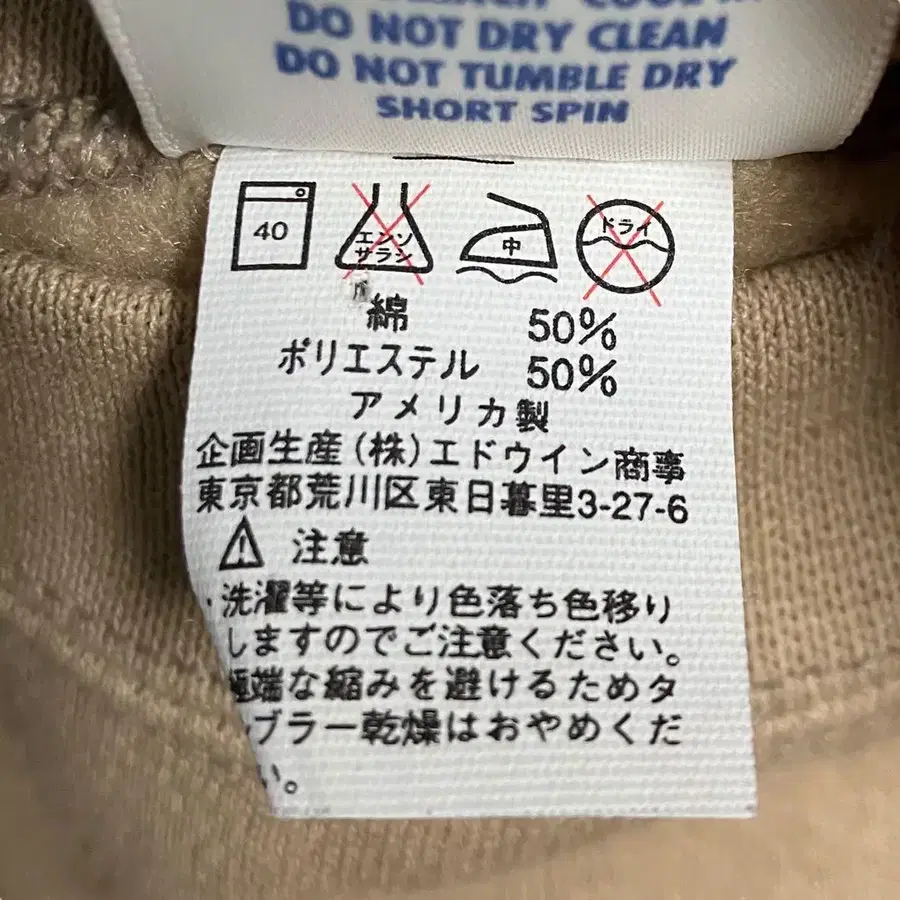 DO NOT DRY CLEAN
DO NOT TUMBLE DRY
SHORT SPIN
40
エンソ
サラシ
中
ドライ
綿 50%
ポリエステル 50%
アメリカ製
企画生産(株)エドウイン商事
東京都荒川区東日暮里3-27-6
注意
・洗濯等により色落ち色移り
しますのでご注意ください。
極端な縮みを避けるためタ
ブラー乾燥はおやめくだ
い。